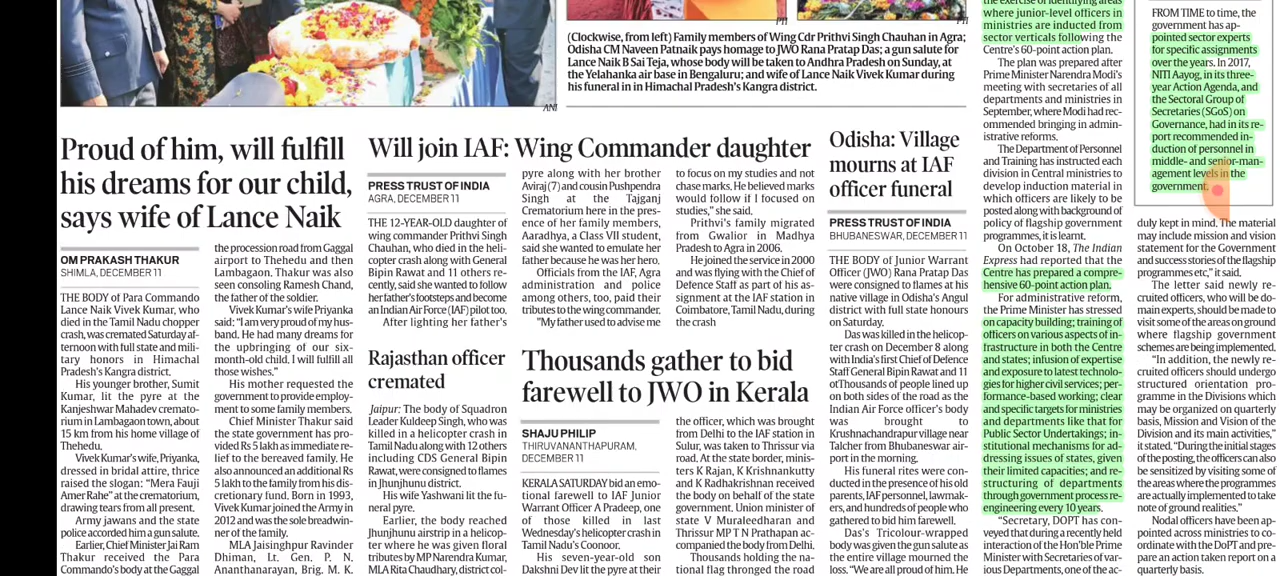 PTI
PTI
ANI
(Clockwise, from left) Family members of Wing Cdr Prithvi Singh Chauhan in Agra;
Odisha CM Naveen Patnaik pays homage to JWO Rana Pratap Das; a gun salute for
Lance Naik B Sai Teja, whose body will be taken to Andhra Pradesh on Sunday, at
the Yelahanka air base in Bengaluru; and wife of Lance Naik Vivek Kumar during
his funeral in in Himachal Pradesh's Kangra district.
Proud of him, will fulfill
his dreams for our child,
says wife of Lance Naik
OM PRAKASH THAKUR
SHIMLA, DECEMBER 11
THE BODY of Para Commando
Lance Naik Vivek Kumar, who
died in the Tamil Nadu chopper
crash, was cremated Saturday af-
ternoon with full state and mili-
tary honors in Himachal
Pradesh's Kangra district.
His younger brother, Sumit
Kumar, lit the pyre at the
Kanjeshwar Mahadev cremato-
rium in Lambagaon town, about
15 km from his home village of
Thehedu.
Vivek Kumar's wife, Priyanka,
dressed in bridal attire, thrice
raised the slogan: "Mera Fauji
Amer Rahe" at the crematorium,
drawing tears from all present.
Army jawans and the state
police accorded him a gun salute.
Earlier, Chief Minister Jai Ram
Thakur received the Para
Commando's body at the Gaggal
the procession road from Gaggal
airport to Thehedu and then
Lambagaon. Thakur was also
seen consoling Ramesh Chand,
the father of the soldier.
Vivek Kumar's wife Priyanka
said: "I am very proud of my hus-
band. He had many dreams for
the upbringing of our six-
month-old child. I will fulfill all
those wishes."
His mother requested the
government to provide employ-
ment to some family members.
Chief Minister Thakur said
the state government has pro-
vided Rs 5 lakh as immediate re-
lief to the bereaved family. He
also announced an additional Rs
5 lakh to the family from his dis-
cretionary fund. Born in 1993,
Vivek Kumar joined the Army in
2012 and was the sole breadwin-
ner of the family.
MLA Jaisinghpur Ravinder
Dhiman, Lt. Gen, P. N.
Ananthanarayan, Brig. M. K.
Will join IAF: Wing Commander daughter
PRESS TRUST OF INDIA
AGRA, DECEMBER 11
THE 12-YEAR-OLD daughter of
wing commander Prithvi Singh
Chauhan, who died in the heli-
copter crash along with General
Bipin Rawat and 11 others re-
cently, said she wanted to follow
her father's footsteps and become
an Indian Air Force (IAF) pilot too.
After lighting her father's
pyre along with her brother
Aviraj (7) and cousin Pushpendra
Singh at the Tajganj
Crematorium here in the pres-
ence of her family members,
Aaradhya, a Class VII student,
said she wanted to emulate her
father because he was her hero.
Officials from the IAF, Agra
administration and police
among others, too, paid their
tributes to the wing commander.
"My father used to advise me
to focus on my studies and not
chase marks. He believed marks
would follow if I focused on
studies," she said.
Prithvi's family migrated
from Gwalior in Madhya
Pradesh to Agra in 2006.
He joined the service in 2000
and was flying with the Chief of
Defence Staff as part of his as-
signment at the IAF station in
Coimbatore, Tamil Nadu, during
the crash
Rajasthan officer
cremated
Jaipur: The body of Squadron
Leader Kuldeep Singh, who was
killed in a helicopter crash in
Tamil Nadu along with 12 others
including CDS General Bipin
Rawat, were consigned to flames
in Jhunjhunu district.
His wife Yashwani lit the fu-
neral pyre.
Earlier, the body reached
Jhunjhunu airstrip in a helicop-
ter where he was given floral
tributes by MP Narendra Kumar,
MLA Rita Chaudhary, district col-
Thousands gather to bid
farewell to JWO in Kerala
SHAJU PHILIP
THIRUVANANTHAPURAM,
DECEMBER 11
KERALA SATURDAY bid an emo-
tional farewell to IAF Junior
Warrant Officer A Pradeep, one
of those killed in last
Wednesday's helicopter crash in
Tamil Nadu's Coonoor.
His seven-year-old son
Dakshni Dev lit the pyre at their
the officer, which was brought
from Delhi to the IAF station in
Sulur, was taken to Thrissur via
road. At the state border, minis-
ters K Rajan, K Krishnankutty
and K Radhakrishnan received
the body on behalf of the state
government. Union minister of
state V Muraleedharan and
Thrissur MP T N Prathapan ac-
companied the body from Delhi.
Thousands holding the na-
tional flag thronged the road
Odisha: Village
mourns at IAF
officer funeral
PRESS TRUST OF INDIA
BHUBANESWAR, DECEMBER 11
THE BODY of Junior Warrant
Officer (JWO) Rana Pratap Das
were consigned to flames at his
native village in Odisha's Angul
district with full state honours
on Saturday.
Das was killed in the helicop-
ter crash on December 8 along
with India's first Chief of Defence
Staff General Bipin Rawat and 11
oThousands of people lined up
on both sides of the road as the
Indian Air Force officer's body
was brought to
Krushnachandrapur village near
Talcher from Bhubaneswar air-
port in the morning.
His funeral rites were con-
ducted in the presence of his old
parents, IAF personnel, lawmak-
ers, and hundreds of people who
gathered to bid him farewell.
Das's Tricolour-wrapped
body was given the gun salute as
the entire village mourned the
loss. "We are all proud of him. He
the exercise of identifying areas
where junior-level officers in
ministries are inducted from
sector verticals following the
Centre's 60-point action plan.
The plan was prepared after
Prime Minister Narendra Modi's
meeting with secretaries of all
departments and ministries in
September, where Modi had rec-
ommended bringing in admin-
istrative reforms.
The Department of Personnel
and Training has instructed each
division in Central ministries to
develop induction material in
which officers are likely to be
posted along with background of
policy of flagship government
programmes, it is learnt.
On October 18, The Indian
Express had reported that the
Centre has prepared a compre-
hensive 60-point action plan.
For administrative reform,
the Prime Minister has stressed
on capacity building; training of
officers on various aspects of in-
frastructure in both the Centre
and states; infusion of expertise
and exposure to latest technolo-
gies for higher civil services; per-
formance-based working; clear
and specific targets for ministries
and departments like that for
Public Sector Undertakings; in-
stitutional mechanisms for ad-
dressing issues of states, given
their limited capacities; and re-
structuring of departments
through government process re-
engineering every 10 years.
"Secretary, DOPT has con-
veyed that during a recently held
interaction of the Hon'ble Prime
Minister with Secretaries of var-
ious Departments, one of the ac-
FROM TIME to time, the
government has ap-
pointed sector experts
for specific assignments
over the years. In 2017,
NITI Aayog, in its three-
year Action Agenda, and
the Sectoral Group of
Secretaries (SGoS) on
Governance, had in its re-
port recommended in-
duction of personnel in
middle- and senior-man-
agement levels in the
government.
duly kept in mind. The material
may include mission and vision
statement for the Government
and success stories of the flagship
programmes etc," it said.
The letter said newly re-
cruited officers, who will be do-
main experts, should be made to
visit some of the areas on ground
where flagship government
schemes are being implemented.
"In addition, the newly re-
cruited officers should undergo
structured orientation pro-
gramme in the Divisions which
may be organized on quarterly
basis, Mission and Vision of the
Division and its main activities,"
it stated. "During the initial stages
of the posting, the officers can also
be sensitized by visiting some of
the areas where the programmes
are actually implemented to take
note of ground realities."
Nodal officers have been ap-
pointed across ministries to co-
ordinate with the DoPT and pre-
pare an action taken report on a
quarterly basis.